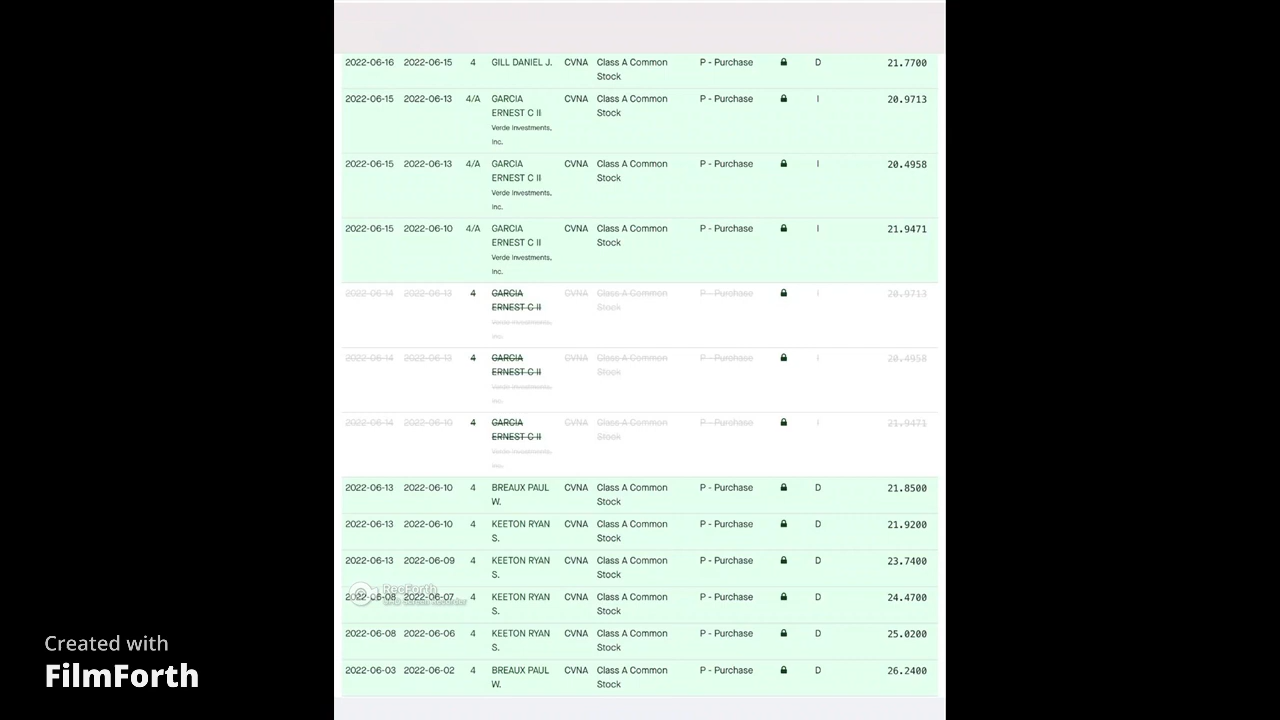 2022-06-16 2022-06-15 4 GILL DANIEL J. CVNA Class A Common P - Purchase D 21.7700
Stock
2022-06-15 2022-06-13 4/A GARCIA CVNA Class A Common P - Purchase I 20.9713
ERNEST C II Stock
Verde Investments,
Inc.
2022-06-15 2022-06-13 4/A GARCIA CVNA Class A Common P - Purchase I 20.4958
ERNEST C II Stock
Verde Investments,
Inc.
2022-06-15 2022-06-10 4/A GARCIA CVNA Class A Common P - Purchase I 21.9471
ERNEST C II Stock
Verde Investments,
Inc.
2022-06-14 2022-06-13 4 GARCIA CVNA Class A Common P - Purchase I 20.9713
ERNEST C II Stock
Verde Investments,
Inc.
2022-06-14 2022-06-13 4 GARCIA CVNA Class A Common P - Purchase I 20.4958
ERNEST C II Stock
Verde Investments,
Inc.
2022-06-14 2022-06-10 4 GARCIA CVNA Class A Common P - Purchase I 21.9471
ERNEST C II Stock
Verde Investments,
Inc.
2022-06-13 2022-06-10 4 BREAUX PAUL CVNA Class A Common P - Purchase D 21.8500
W. Stock
2022-06-13 2022-06-10 4 KEETON RYAN CVNA Class A Common P - Purchase D 21.9200
S. Stock
2022-06-13 2022-06-09 4 KEETON RYAN CVNA Class A Common P - Purchase D 23.7400
S. Stock
RecForth
2022-06-08 2022-06-07 4 KEETON RYAN CVNA Class A Common P - Purchase D 24.4700
S. Stock
2022-06-08 2022-06-06 4 KEETON RYAN CVNA Class A Common P - Purchase D 25.0200
S. Stock
2022-06-03 2022-06-02 4 BREAUX PAUL CVNA Class A Common P - Purchase D 26.2400
W. Stock
Created with
FilmForth